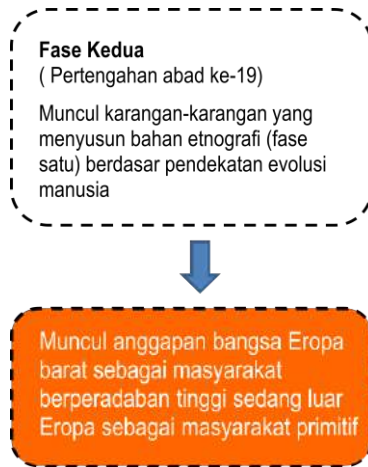 Fase Kedua
( Pertengahan abad ke-19)
Muncul karangan-karangan yang
menyusun bahan etnografi (fase
satu) berdasar pendekatan evolusi
manusia
Muncul anggapan bangsa Eropa
barat sebagai masyarakat
berperadaban tinggi sedang luar
Eropa sebagai masyarakat primitif